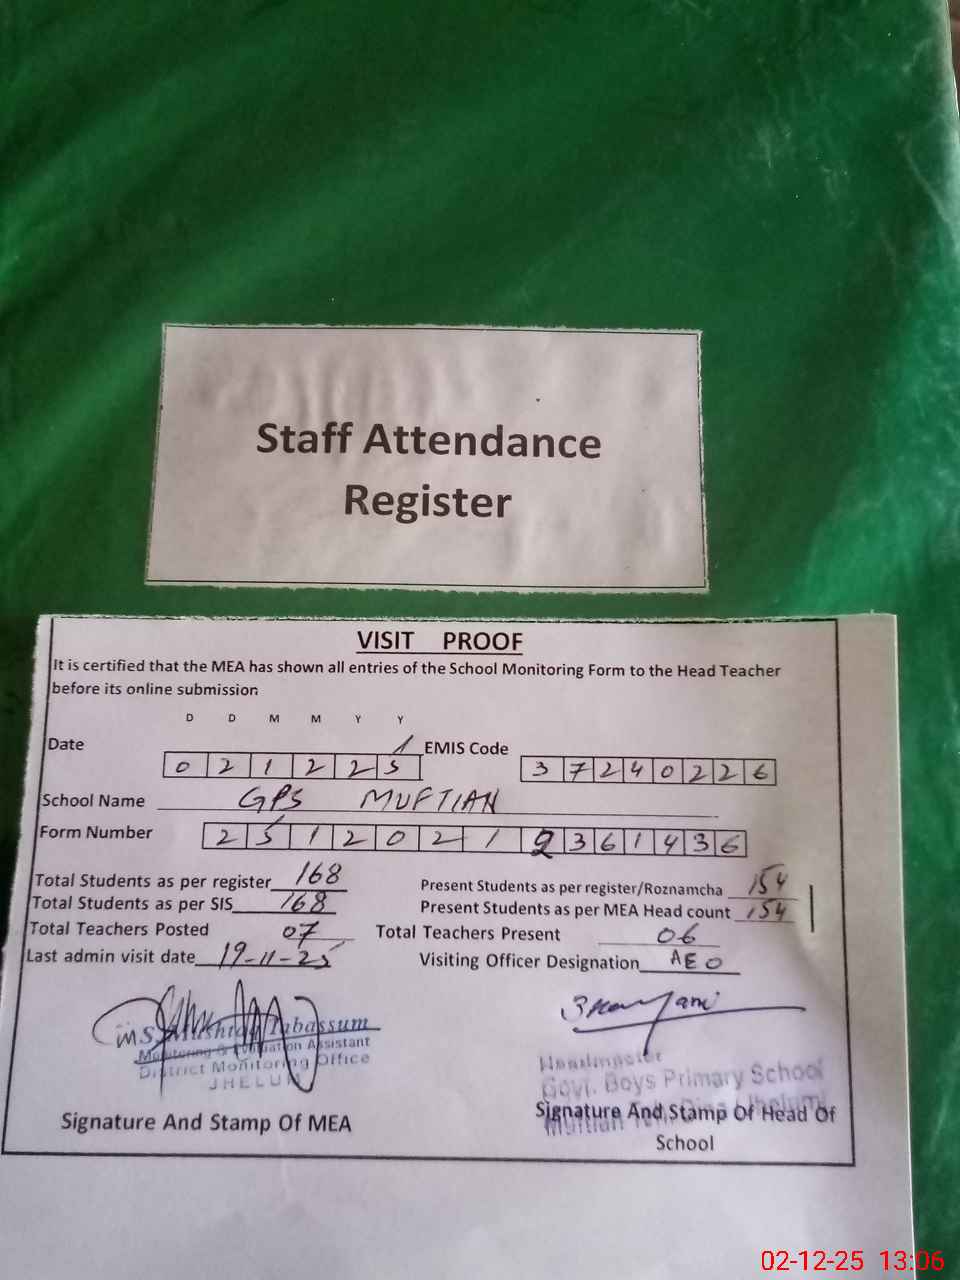 Staff Attendance
Register
VISIT PROOF
It is certified that the MEA has shown all entries of the School Monitoring Form to the Head Teacher
before its online submission
D D M M Y Y
Date 0 2 1 2 2 5 EMIS Code 3 7 2 4 0 2 2 6
School Name GPS MUFTIAN
Form Number 2 5 1 2 0 2 1 2 3 6 1 4 3 6
Total Students as per register 168 Present Students as per register/Roznamcha 154
Total Students as per SIS 168 Present Students as per MEA Head count 154
Total Teachers Posted 07 Total Teachers Present 06
Last admin visit date 19-11-25 Visiting Officer Designation AEO
Tabassum
Monitoring & Evaluation Assistant
District Monitoring Office
JHELUM
Signature And Stamp Of MEA
Headmaster
Govt. Boys Primary School
Muftian
Signature And Stamp Of Head Of
School
02-12-25 13:06